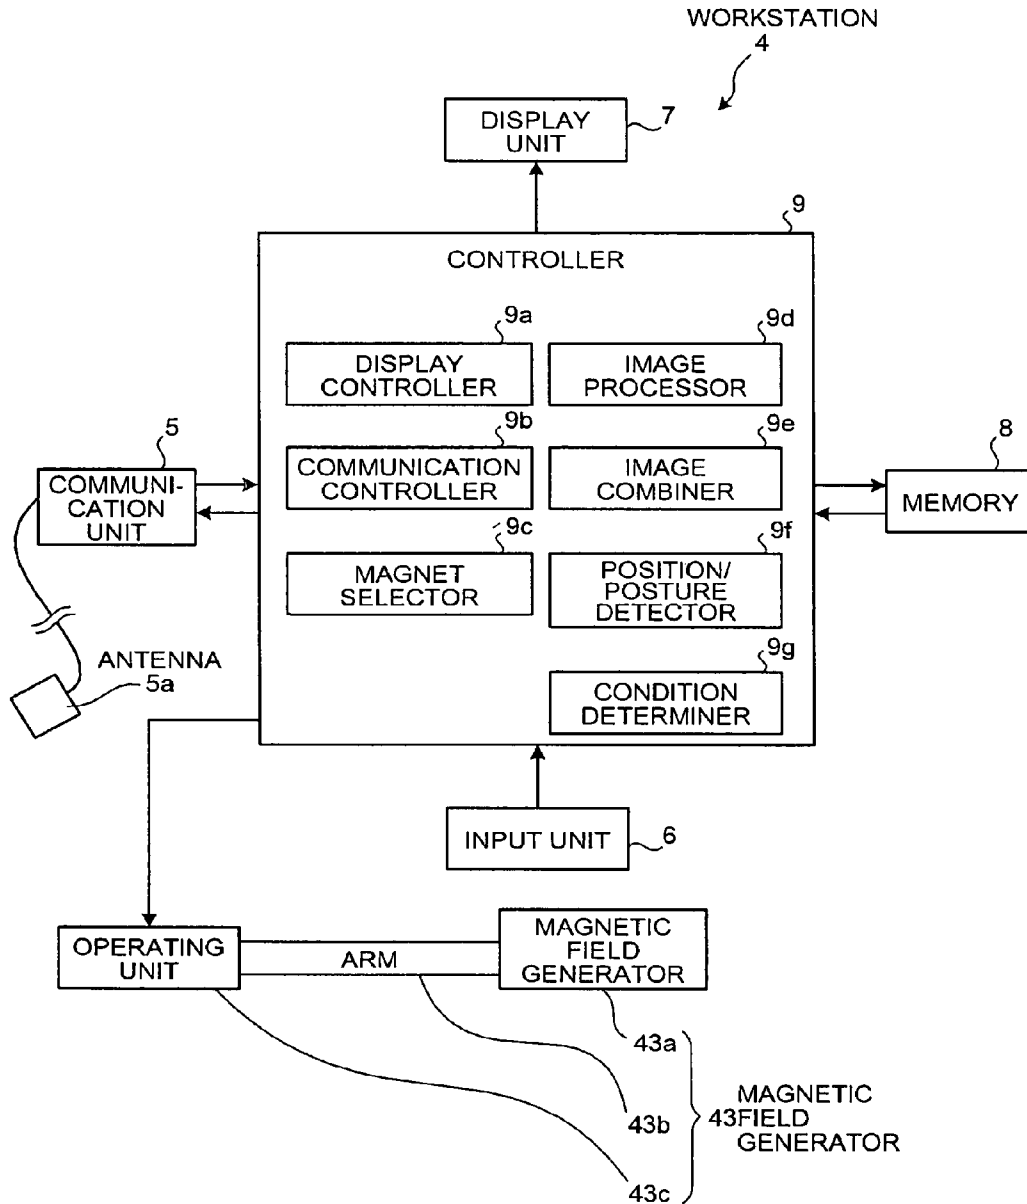 WORKSTATION
4
DISPLAY
UNIT
7
9
CONTROLLER
9a
DISPLAY
CONTROLLER
9d
IMAGE
PROCESSOR
9b
COMMUNICATION
CONTROLLER
9e
IMAGE
COMBINER
5
COMMUNI-
CATION
UNIT
8
MEMORY
9c
MAGNET
SELECTOR
9f
POSITION/
POSTURE
DETECTOR
ANTENNA
5a
9g
CONDITION
DETERMINER
INPUT UNIT
6
OPERATING
UNIT
ARM
MAGNETIC
FIELD
GENERATOR
43a
43b
43c
43
MAGNETIC
FIELD
GENERATOR